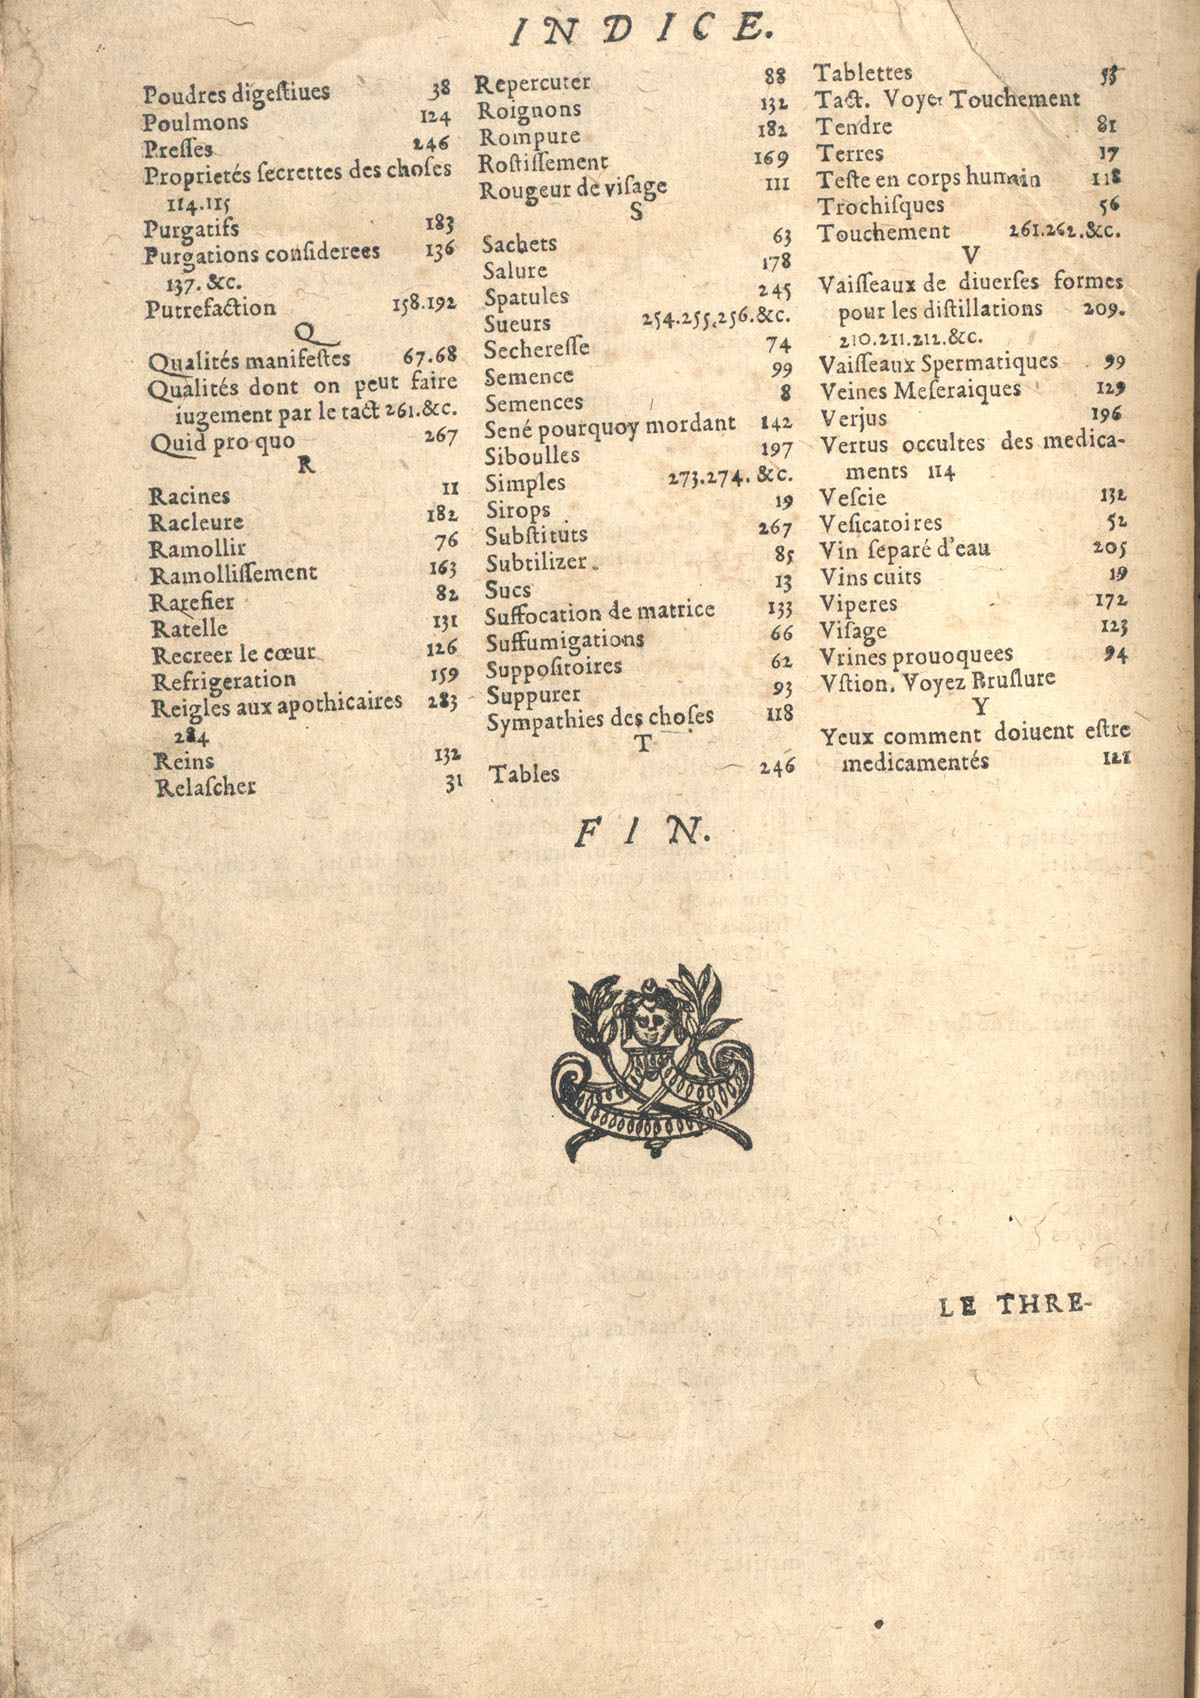 INDICE.
Poudres digeſtiues 38
Poulmons 124
Preſſes 246
Proprietés ſecrettes des choſes
114.115
Purgatifs 183
Purgations conſiderees 136
137. &c.
Putrefaction 158.192
Q
Qualités manifeſtes 67.68
Qualités dont on peut faire
iugement par le tact 261.&c.
Quid pro quo 267
R
Racines 11
Racleure 182
Ramollir 76
Ramolliſſement 163
Rarefier 82
Ratelle 131
Recreer le cœur 126
Refrigeration 159
Reigles aux apothicaires 283
284
Reins 132
Relaſcher 31
Repercuter 88
Roignons 132
Rompure 182
Roſtiſſement 169
Rougeur de viſage 111
S
Sachets 63
Salure 178
Spatules 245
Sueurs 254.255.256.&c.
Sechereſſe 74
Semence 99
Semences 8
Sené pourquoy mordant 142
Siboulles 197
Simples 273.274. &c.
Sirops 19
Subſtituts 267
Subtilizer 85
Sucs 13
Suffocation de matrice 133
Suffumigations 66
Suppoſitoires 62
Suppurer 93
Sympathies des choſes 118
T
Tables 246
Tablettes 55
Tact. Voyez Touchement
Tendre 81
Terres 17
Teſte en corps humain 118
Trochiſques 56
Touchement 261.262.&c.
V
Vaiſſeaux de diuerſes formes
pour les diſtillations 209.
210.211.212.&c.
Vaiſſeaux Spermatiques 99
Veines Meſeraiques 129
Verjus 196
Vertus occultes des medica-
ments 114
Veſcie 132
Veſicatoires 52
Vin ſeparé d'eau 205
Vins cuits 19
Viperes 172
Viſage 123
Vrines prouoquees 94
Vſtion. Voyez Bruſlure
Y
Yeux comment doiuent eſtre
medicamentés 121
FIN.
LE THRE-